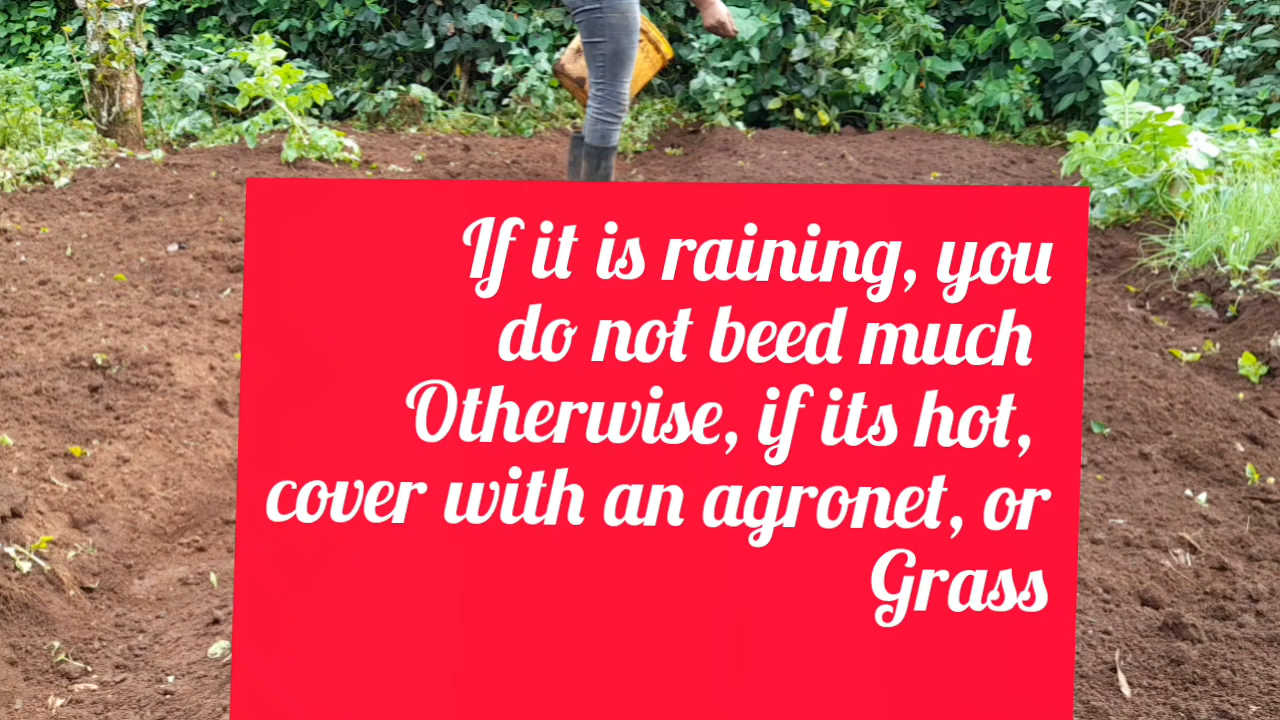 If it is raining, you
do not beed much
Otherwise, if its hot,
cover with an agronet, or
Grass